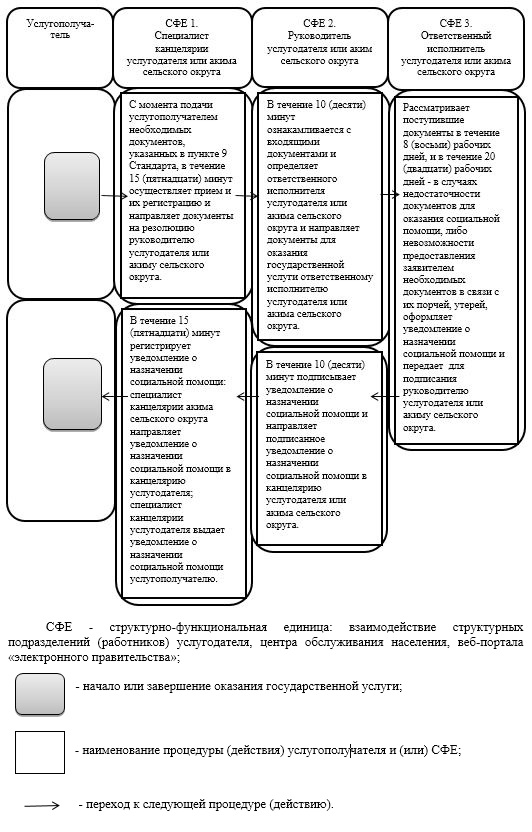 Услугополуча-
тель
СФЕ 1.
Специалист
канцелярии
услугодателя или акима
сельского округа
СФЕ 2.
Руководитель
услугодателя или аким
сельского округа
СФЕ 3.
Ответственный
исполнитель
услугодателя или акима
сельского округа
С момента подачи
услугополучателем
необходимых
документов,
указанных в пункте 9
Стандарта, в течение
15 (пятнадцати) минут
осуществляет прием и
их регистрацию и
направляет документы
на резолюцию
руководителю
услугодателя или
акиму сельского
округа.
В течение 10 (десяти)
минут
ознакамливается с
входящими
документами и
определяет
ответственного
исполнителя
услугодателя или
акима сельского
округа и направляет
документы для
оказания
государственной
услуги ответственному
исполнителю
услугодателя или
акима сельского
округа.
Рассматривает
поступившие
документы в течение
8 (восьми) рабочих
дней, и в течение 20
(двадцати) рабочих
дней - в случаях
недостаточности
документов для
оказания социальной
помощи, либо
невозможности
предоставления
заявителем
необходимых
документов в связи с
их порчей, утерей,
оформляет
уведомление о
назначении
социальной помощи и
передает для
подписания
руководителю
услугодателя или
акиму сельского
округа.
В течение 15
(пятнадцати) минут
регистрирует
уведомление о
назначении
социальной помощи:
специалист
канцелярии акима
сельского округа
направляет
уведомление о
назначении
социальной помощи в
канцелярию
услугодателя;
специалист
канцелярии
услугодателя выдает
уведомление о
назначении
социальной помощи
услугополучателю.
В течение 10 (десяти)
минут подписывает
уведомление о
назначении
социальной помощи и
направляет
подписанное
уведомление о
назначении
социальной помощи в
канцелярию
услугодателя или
акима сельского
округа.
СФЕ - структурно-функциональная единица: взаимодействие структурных
подразделений (работников) услугодателя, центра обслуживания населения, веб-портала
«электронного правительства»;
- начало или завершение оказания государственной услуги;
- наименование процедуры (действия) услугополучателя и (или) СФЕ;
- переход к следующей процедуре (действию).